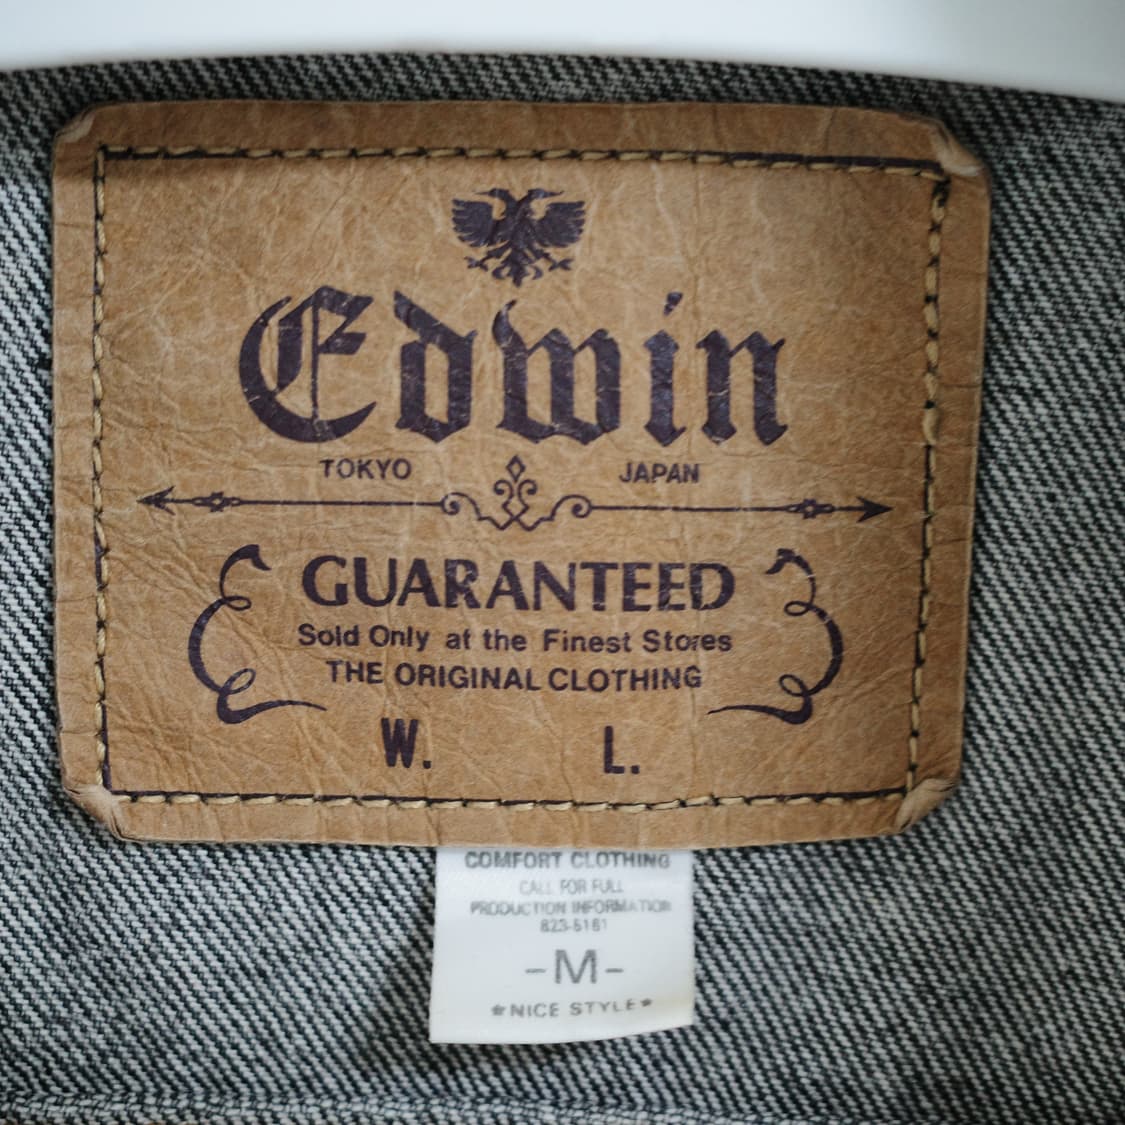 Edwin
TOKYO JAPAN
GUARANTEED
Sold Only at the Finest Stores
THE ORIGINAL CLOTHING
W. L.
COMFORT CLOTHING
CALL FOR FULL
PRODUCTION INFORMATION
823-5161
-M-
*NICE STYLE*